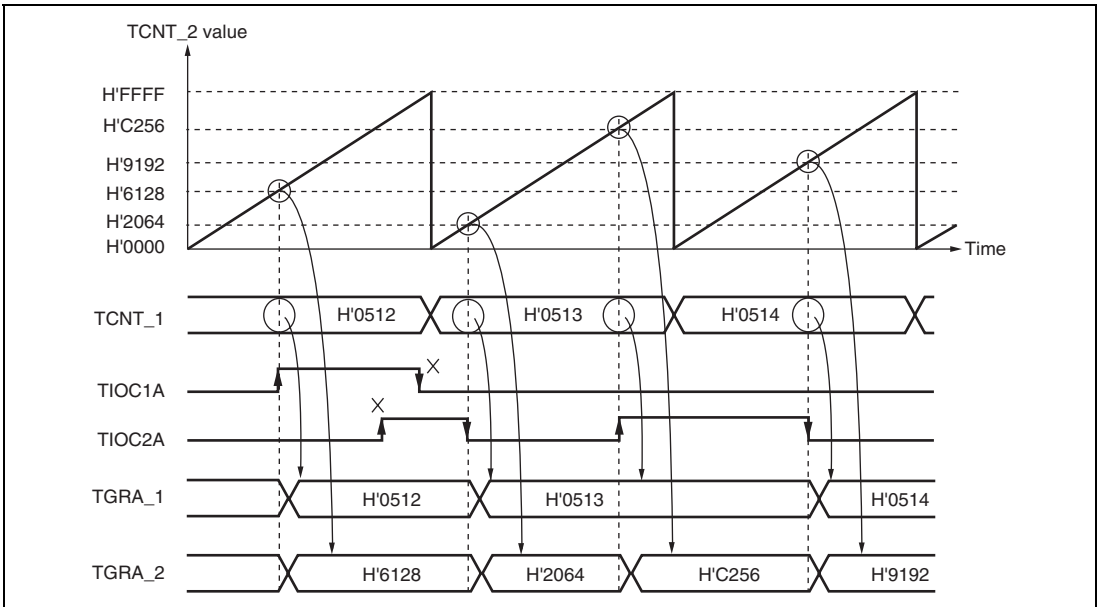 TCNT_2 value
H'FFFF
H'C256
H'9192
H'6128
H'2064
H'0000
Time
TCNT_1 H'0512 H'0513 H'0514
TIOC1A
TIOC2A
TGRA_1 H'0512 H'0513 H'0514
TGRA_2 H'6128 H'2064 H'C256 H'9192